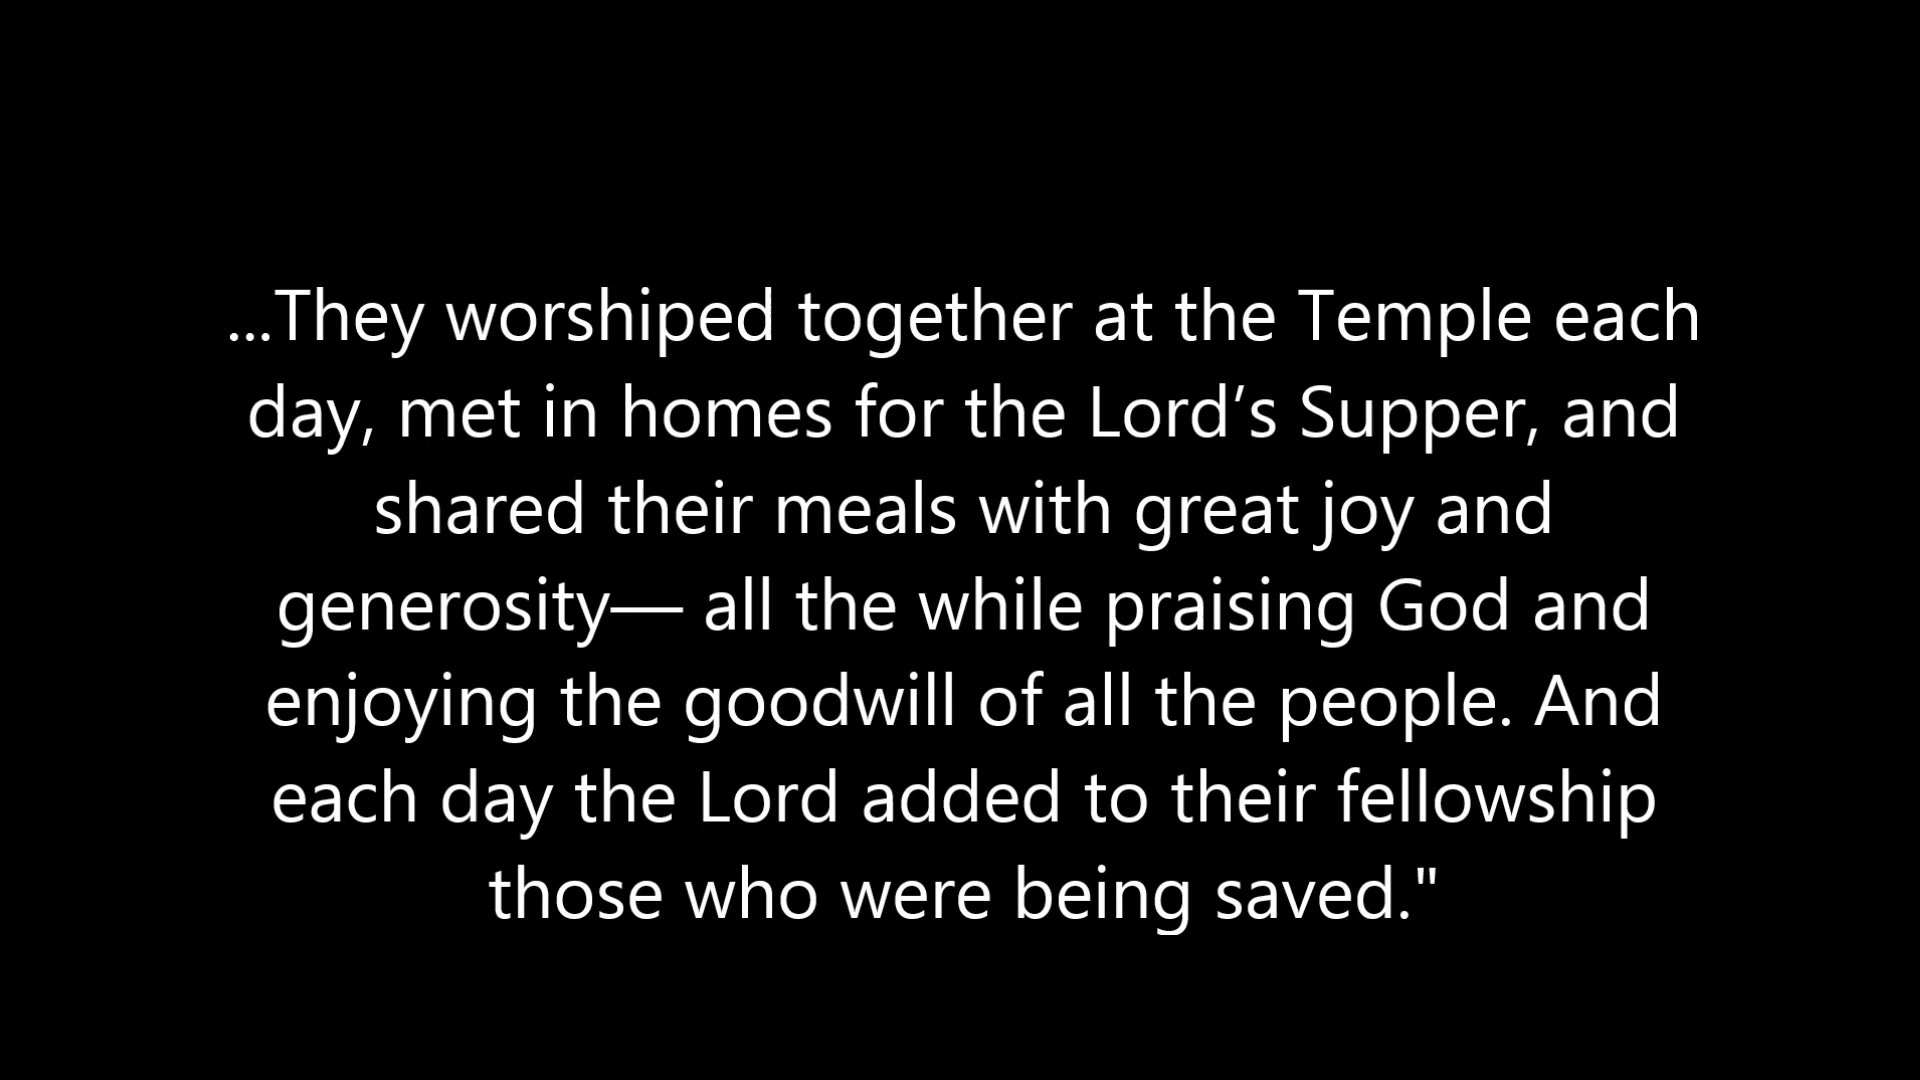 ...They worshiped together at the Temple each
day, met in homes for the Lord’s Supper, and
shared their meals with great joy and
generosity— all the while praising God and
enjoying the goodwill of all the people. And
each day the Lord added to their fellowship
those who were being saved."